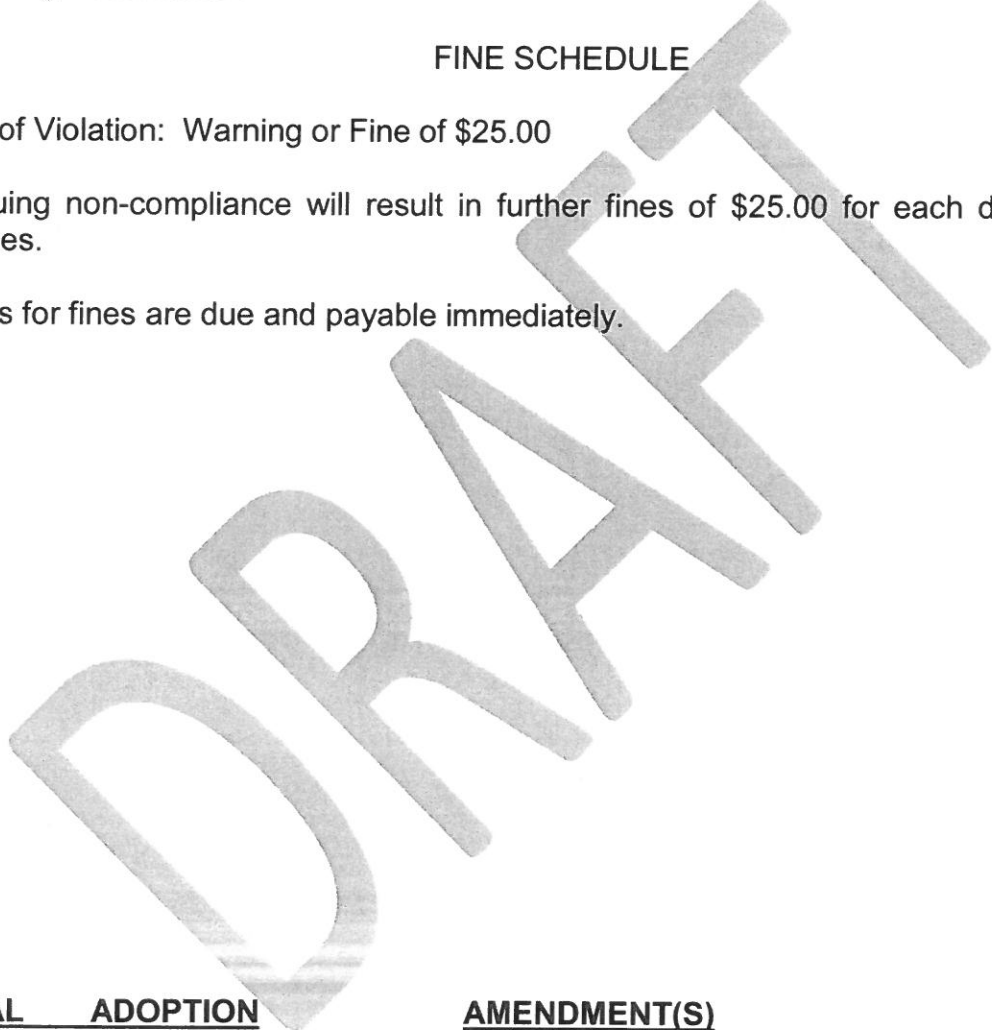 FINE SCHEDULE
of Violation: Warning or Fine of $25.00
uing non-compliance will result in further fines of $25.00 for each d
es.
s for fines are due and payable immediately.
DRAFT
AL ADOPTION AMENDMENT(S)